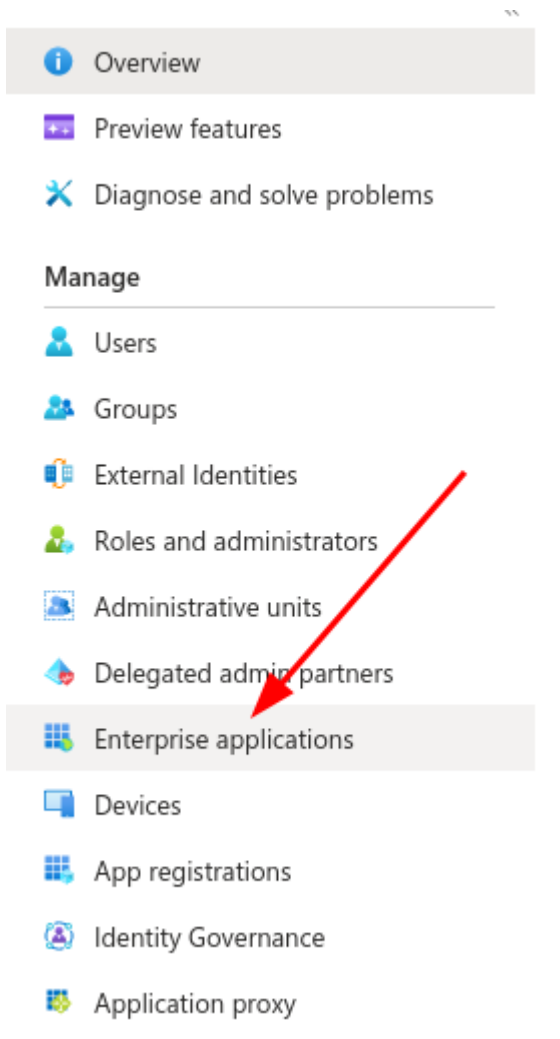 Overview
Preview features
Diagnose and solve problems
Manage
Users
Groups
External Identities
Roles and administrators
Administrative units
Delegated admin partners
Enterprise applications
Devices
App registrations
Identity Governance
Application proxy